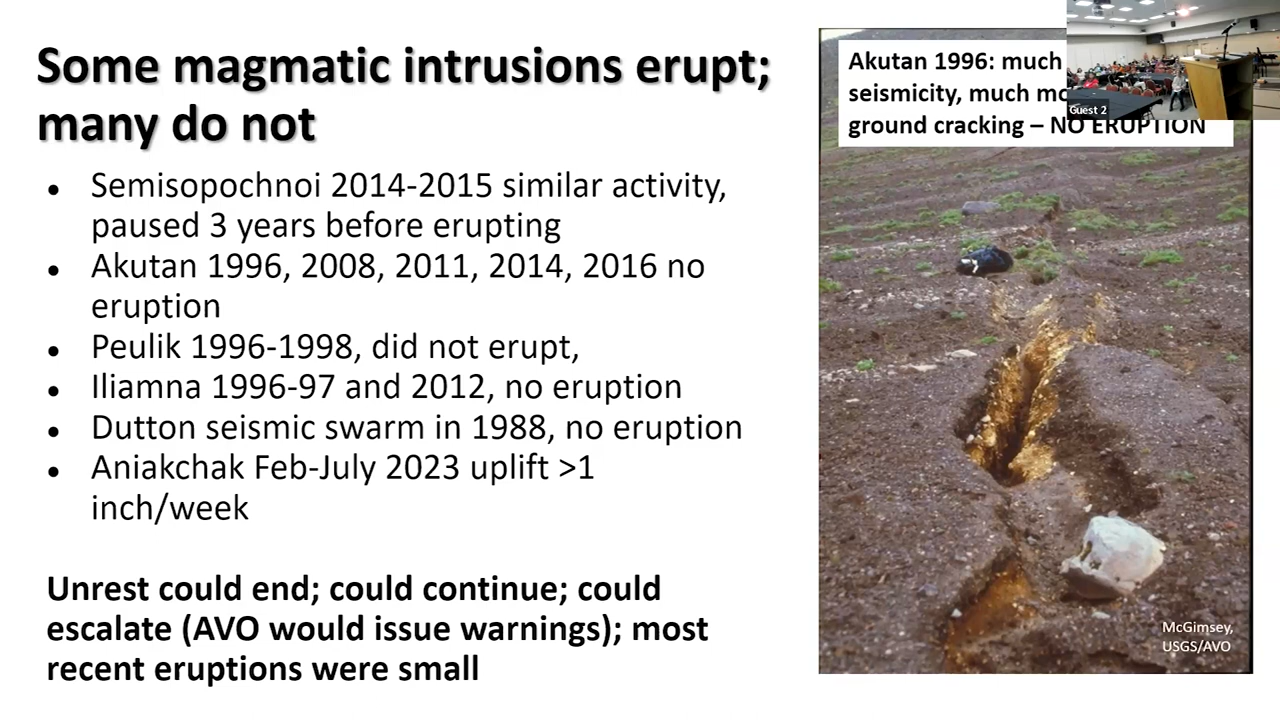 Some magmatic intrusions erupt;
many do not
• Semisopochnoi 2014-2015 similar activity,
paused 3 years before erupting
• Akutan 1996, 2008, 2011, 2014, 2016 no
eruption
• Peulik 1996-1998, did not erupt,
• Iliamna 1996-97 and 2012, no eruption
• Dutton seismic swarm in 1988, no eruption
• Aniakchak Feb-July 2023 uplift >1
inch/week
Unrest could end; could continue; could
escalate (AVO would issue warnings); most
recent eruptions were small
Akutan 1996: much
seismicity, much
ground cracking – NO ERUPTION
Guest 2
McGimsey,
USGS/AVO